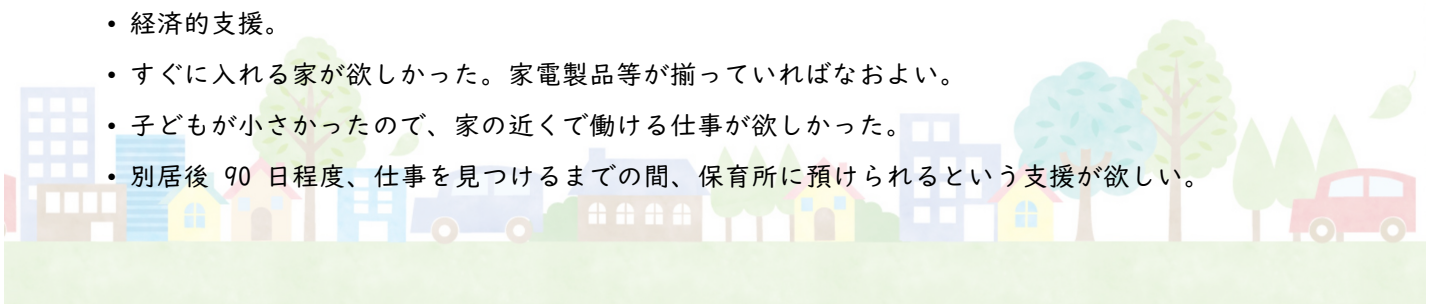 • 経済的支援。
• すぐに入れる家が欲しかった。家電製品等が揃っていればなおよい。
• 子どもが小さかったので、家の近くで働ける仕事が欲しかった。
• 別居後 90 日程度、仕事を見つけるまでの間、保育所に預けられるという支援が欲しい。